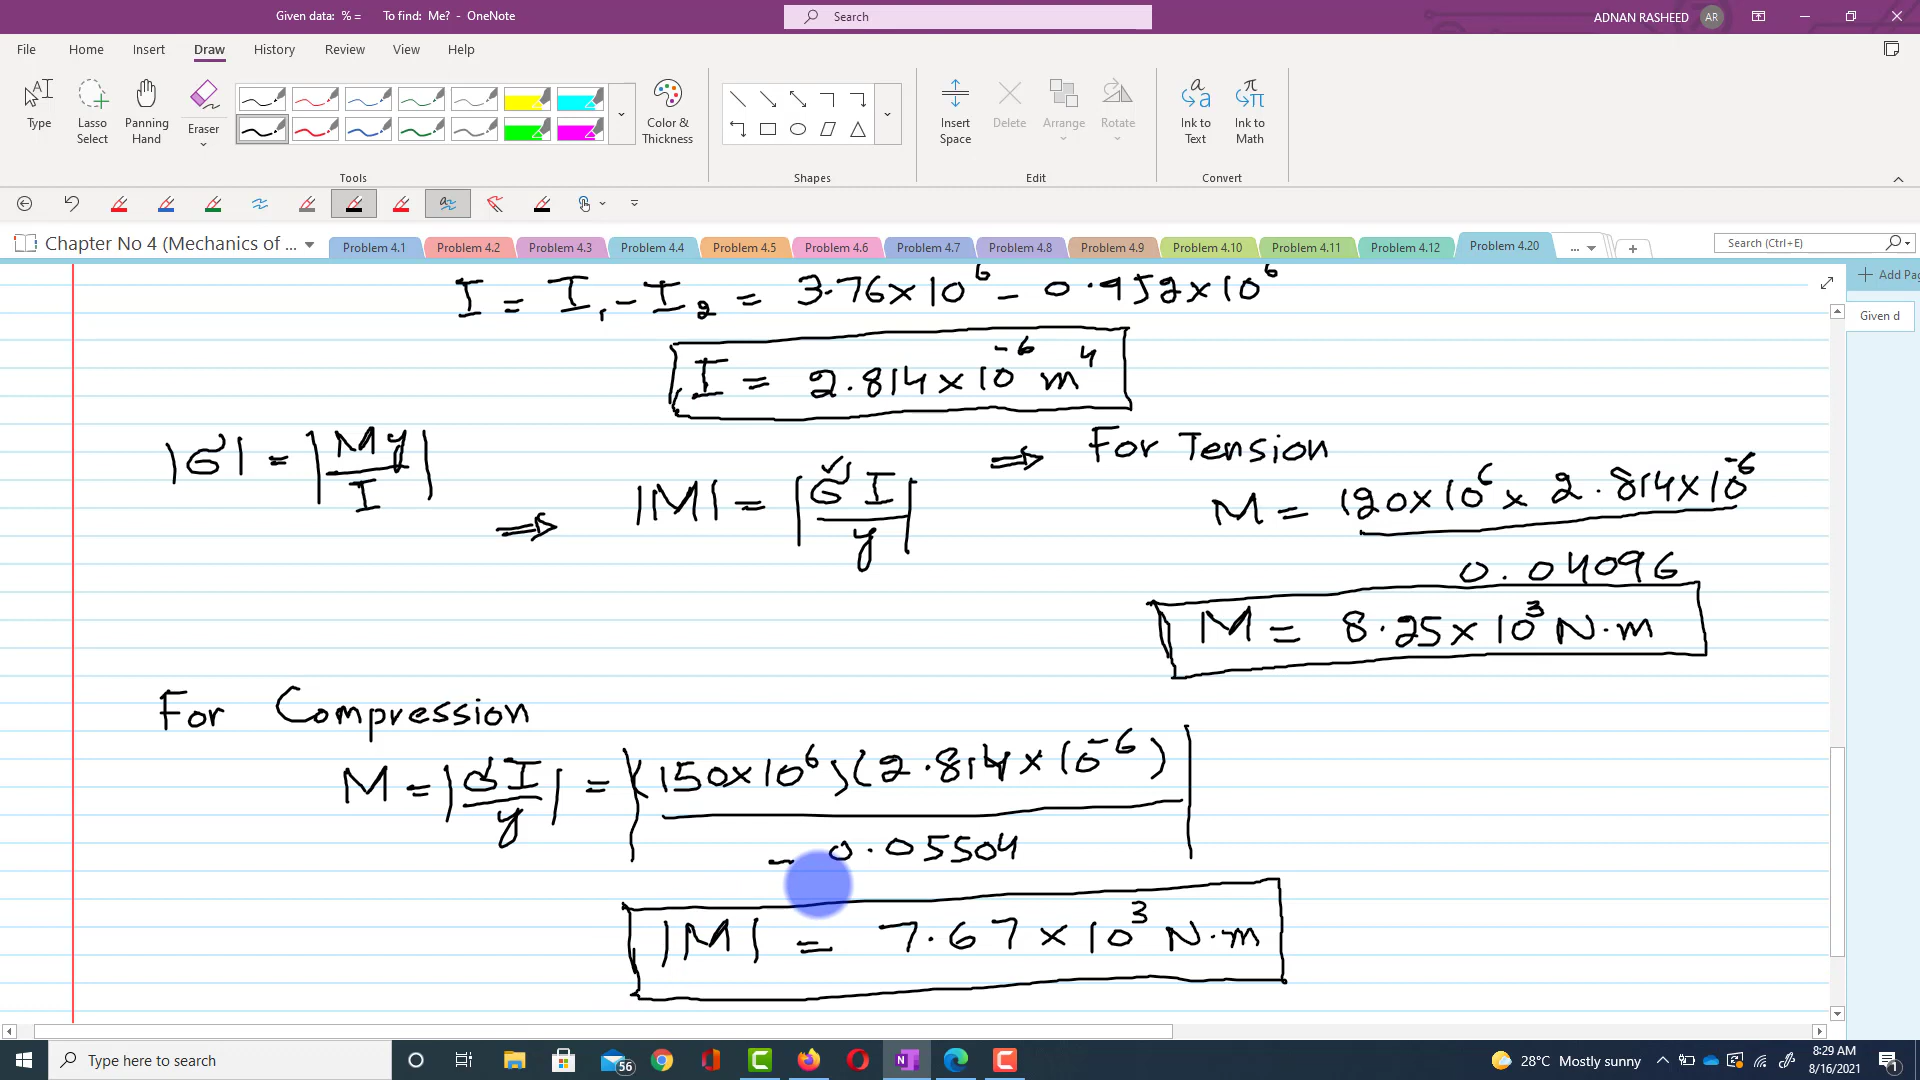 Given data: % = To find: Me? - OneNote
Search
ADNAN RASHEED AR
File Home Insert Draw History Review View Help
Type
Lasso Select
Panning Hand
Eraser
Color & Thickness
Insert Space
Delete
Arrange
Rotate
Ink to Text
Ink to Math
Tools Shapes Edit Convert
Chapter No 4 (Mechanics of ... Problem 4.1 Problem 4.2 Problem 4.3 Problem 4.4 Problem 4.5 Problem 4.6 Problem 4.7 Problem 4.8 Problem 4.9 Problem 4.10 Problem 4.11 Problem 4.12 Problem 4.20 ... Search (Ctrl+E)
Add Pag
Given d
I = I₁ - I₂ = 3.76 x 10⁶ - 0.952 x 10⁶
I = 2.814 x 10⁻⁶ m⁴
|σ| = |My/I| ⇒ |M| = |σI/y| ⇒ For Tension
M = 120 x 10⁶ x 2.814 x 10⁻⁶
0.04096
M = 8.25 x 10³ N.m
For Compression
M = |σI/y| = |(150 x 10⁶)(2.814 x 10⁻⁶)|
- 0.05504
|M| = 7.67 x 10³ N.m
Type here to search 56 28°C Mostly sunny 8:29 AM
8/16/2021 1